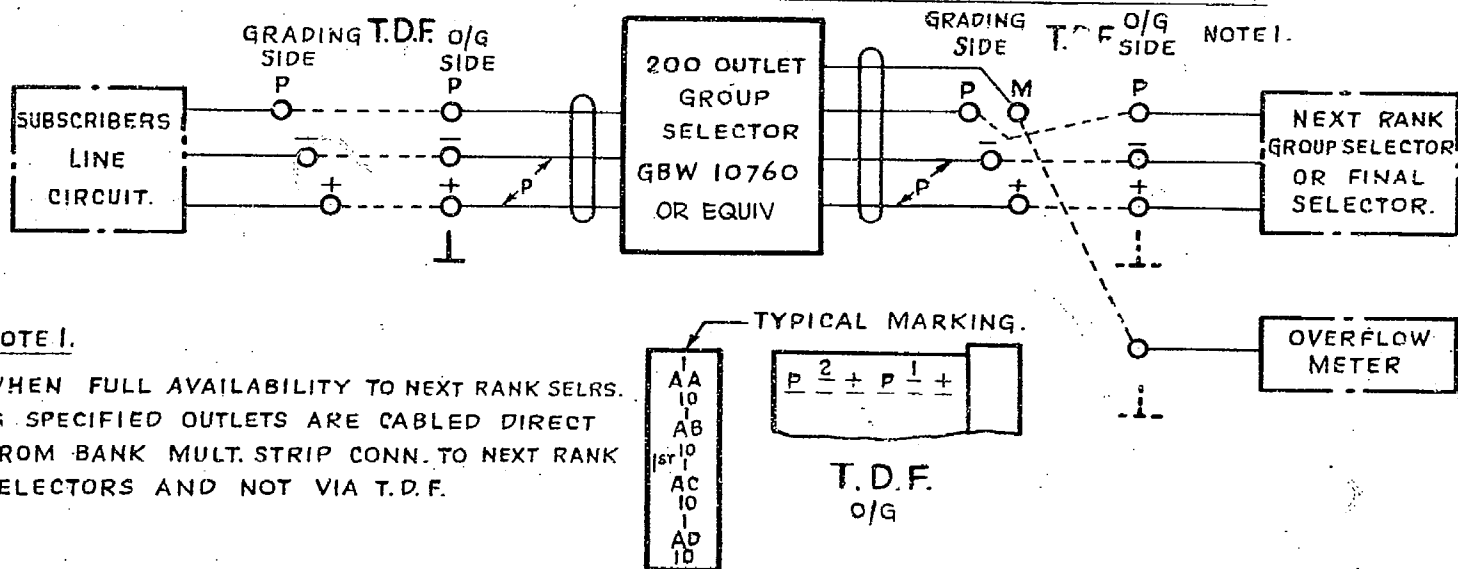 GRADING SIDE
T.D.F.
O/G SIDE
P
P
SUBSCRIBERS
LINE
CIRCUIT.
–
–
+
+
P
200 OUTLET
GROUP
SELECTOR
GBW 10760
OR EQUIV
GRADING SIDE
T. F.
O/G SIDE
NOTE 1.
P
M
P
–
–
+
+
P
NEXT RANK
GROUP SELECTOR
OR FINAL
SELECTOR.
OVERFLOW
METER
OTE 1.
WHEN FULL AVAILABILITY TO NEXT RANK SELRS.
S SPECIFIED OUTLETS ARE CABLED DIRECT
ROM BANK MULT. STRIP CONN. TO NEXT RANK
ELECTORS AND NOT VIA T.D.F.
TYPICAL MARKING.
1
AA
10
1
AB
10
1ST
1
AC
10
1
AD
10
P 2 + P 1 +
T.D.F.
O/G